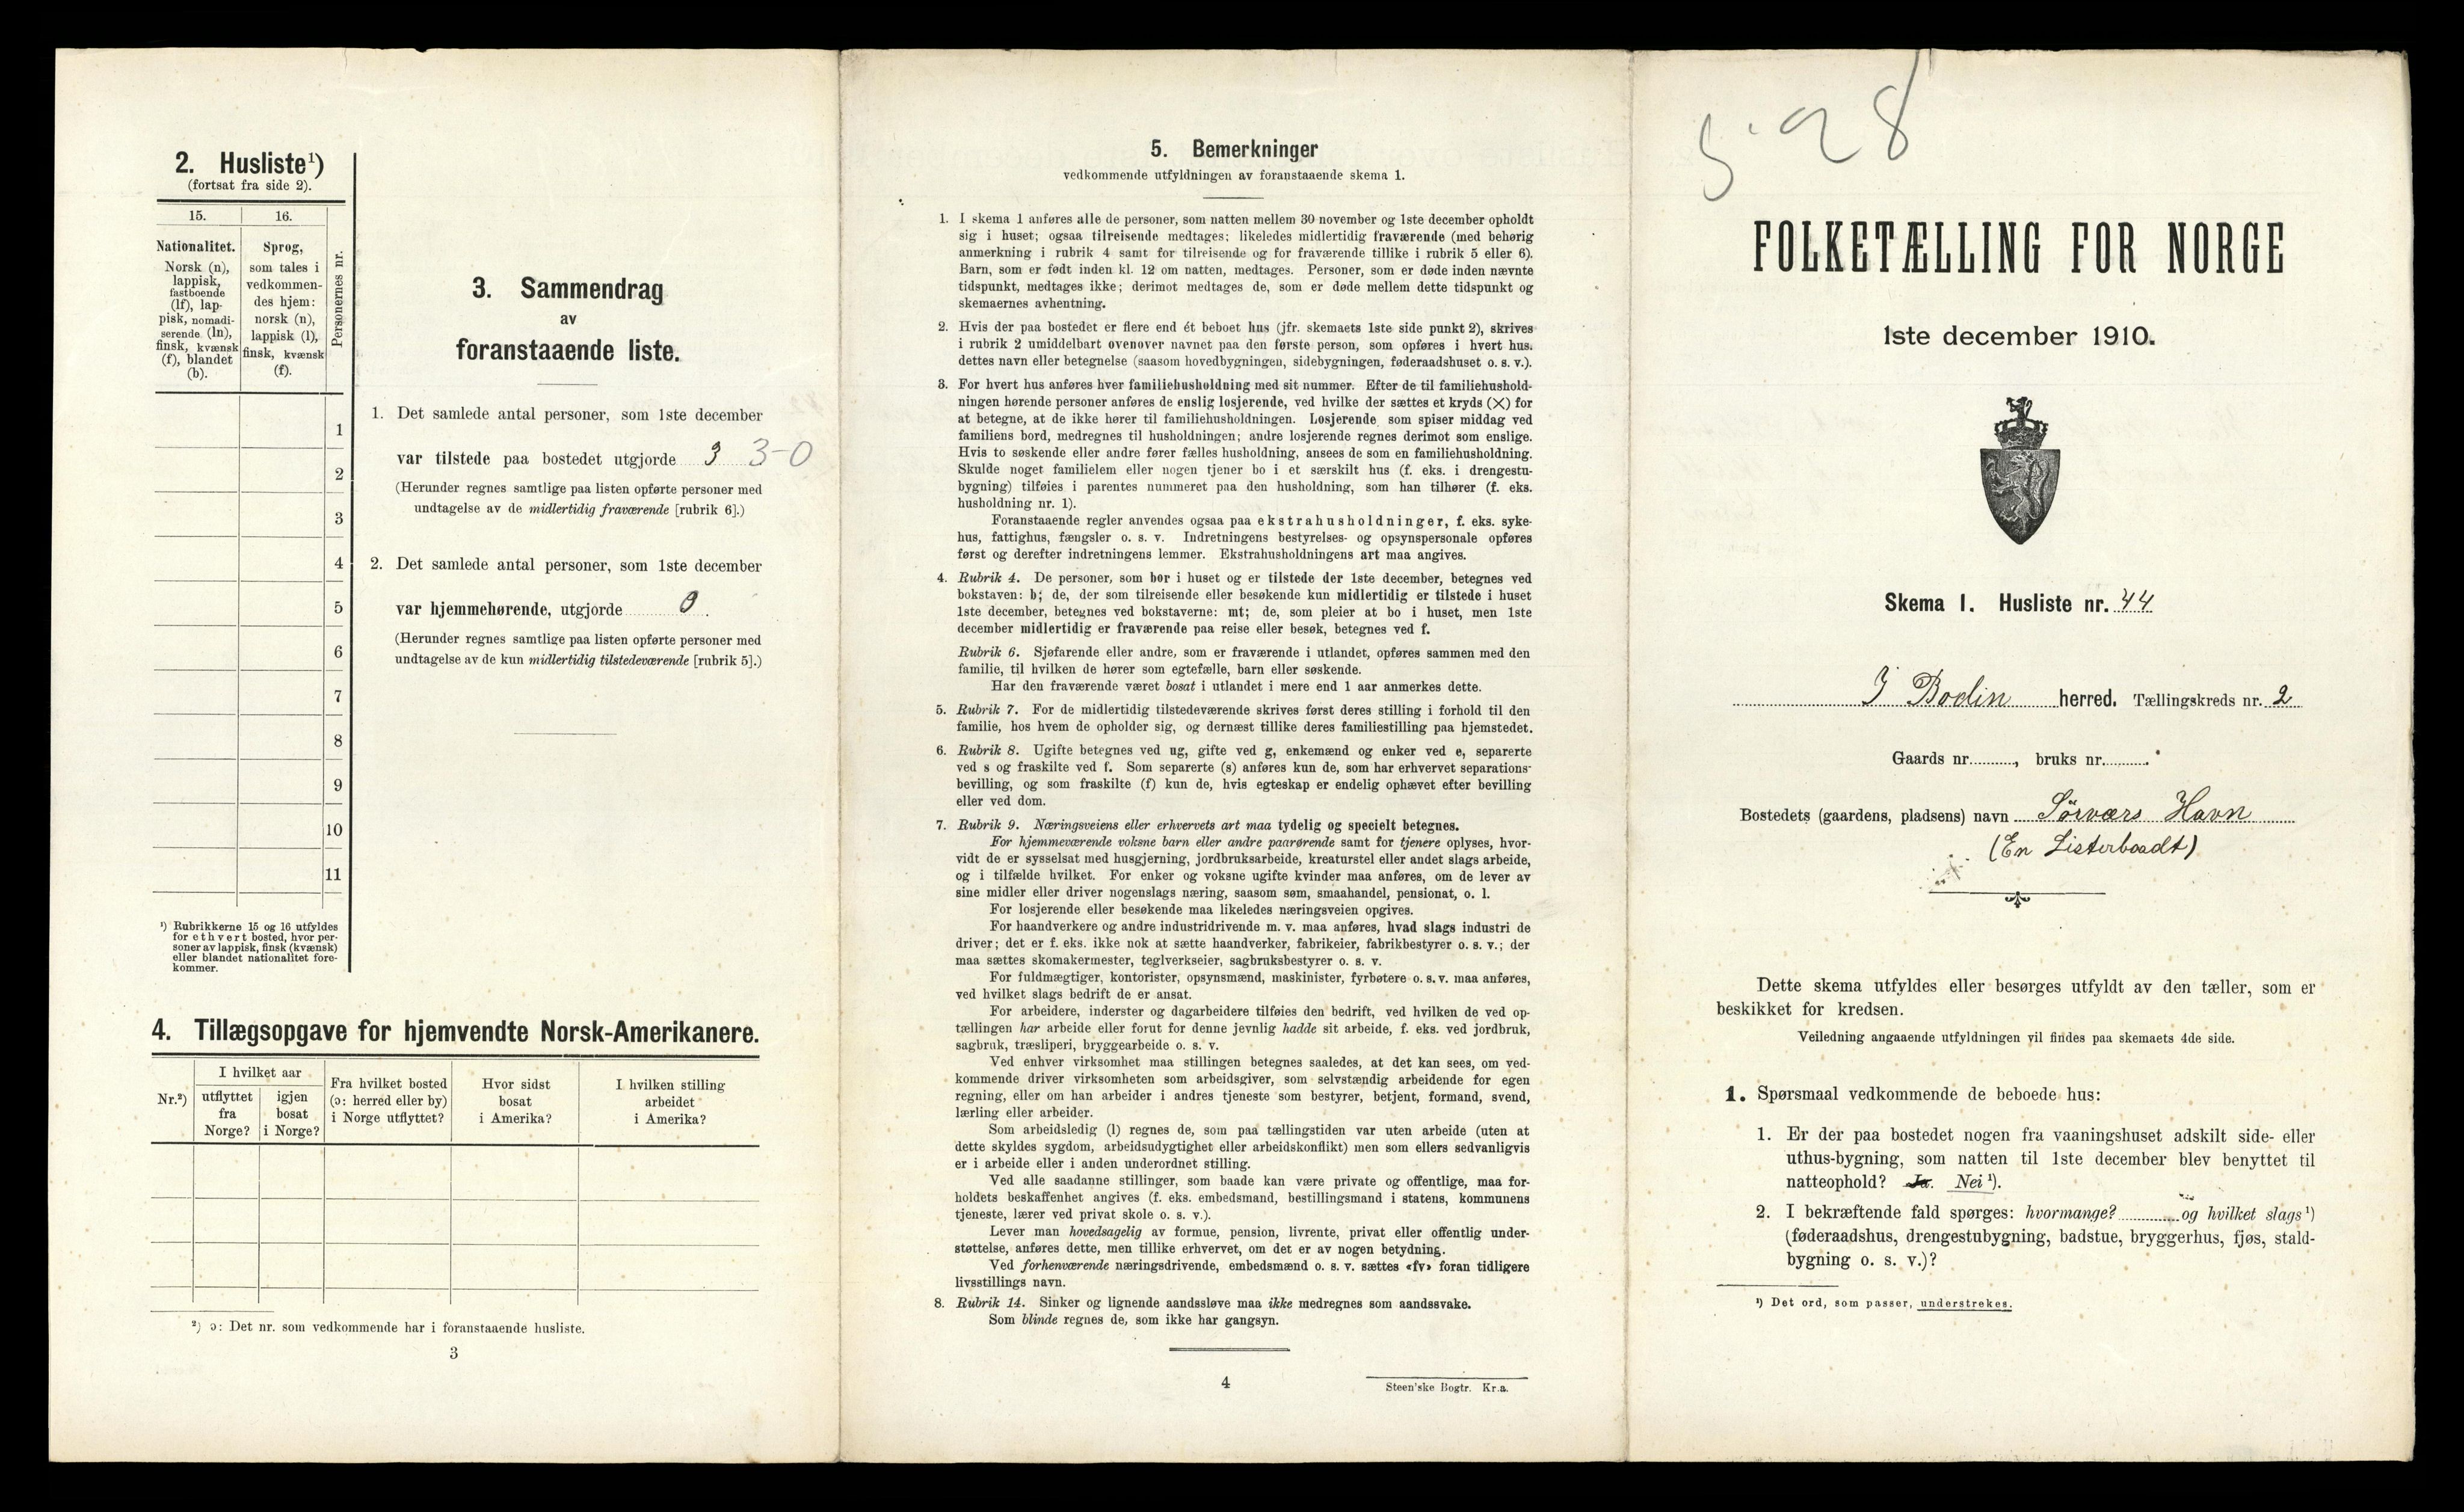 2. Husliste¹)
(fortsat fra side 2).
15. 16.
Nationalitet.
Norsk (n),
lappisk,
fastboende
(lf), lap-
pisk, nomadi-
serende (ln),
finsk, kvænsk
(f), blandet
(b).
Sprog,
som tales i
vedkommen-
des hjem:
norsk (n),
lappisk (l),
finsk, kvænsk
(f).
Personernes nr.
1
2
3
4
5
6
7
8
9
10
11
¹) Rubrikkerne 15 og 16 utfyldes
for ethvert bosted, hvor per-
soner av lappisk, finsk (kvænsk)
eller blandet nationalitet fore-
kommer.
3. Sammendrag
av
foranstaaende liste.
1. Det samlede antal personer, som 1ste december
var tilstede paa bostedet utgjorde 3 3-0
(Herunder regnes samtlige paa listen opførte personer med
undtagelse av de midlertidig fraværende [rubrik 6].)
2. Det samlede antal personer, som 1ste december
var hjemmehørende, utgjorde 0.
(Herunder regnes samtlige paa listen opførte personer med
undtagelse av de kun midlertidig tilstedeværende [rubrik 5].)
4. Tillægsopgave for hjemvendte Norsk-Amerikanere.
Nr.²)
I hvilket aar
utflyttet
fra
Norge?
igjen
bosat
i Norge?
Fra hvilket bosted
(ɔ: herred eller by)
i Norge utflyttet?
Hvor sidst
bosat
i Amerika?
I hvilken stilling
arbeidet
i Amerika?
²) ɔ: Det nr. som vedkommende har i foranstaaende husliste.
3
5. Bemerkninger
vedkommende utfyldningen av foranstaaende skema 1.
1. I skema 1 anføres alle de personer, som natten mellem 30 november og 1ste december opholdt
sig i huset; ogsaa tilreisende medtages; likeledes midlertidig fraværende (med behørig
anmerkning i rubrik 4 samt for tilreisende og for fraværende tillike i rubrik 5 eller 6).
Barn, som er født inden kl. 12 om natten, medtages. Personer, som er døde inden nævnte
tidspunkt, medtages ikke; derimot medtages de, som er døde mellem dette tidspunkt og
skemaernes avhentning.
2. Hvis der paa bostedet er flere end ét beboet hus (jfr. skemaets 1ste side punkt 2), skrives
i rubrik 2 umiddelbart ovenover navnet paa den første person, som opføres i hvert hus.
dettes navn eller betegnelse (saasom hovedbygningen, sidebygningen, føderaadshuset o. s. v.).
3. For hvert hus anføres hver familiehusholdning med sit nummer. Efter de til familiehushold-
ningen hørende personer anføres de enslig losjerende, ved hvilke der sættes et kryds (×) for
at betegne, at de ikke hører til familiehusholdningen. Losjerende som spiser middag ved
familiens bord, medregnes til husholdningen; andre losjerende regnes derimot som enslige.
Hvis to søskende eller andre fører fælles husholdning, ansees de som en familiehusholdning.
Skulde noget familielem eller nogen tjener bo i et særskilt hus (f. eks. i drengestu-
bygning) tilføies i parentes nummeret paa den husholdning, som han tilhører (f. eks.
husholdning nr. 1).
Foranstaaende regler anvendes ogsaa paa ekstrahusholdninger, f. eks. syke-
hus, fattighus, fængsler o. s. v. Indretningens bestyrelses- og opsynspersonale opføres
først og derefter indretningens lemmer. Ekstrahusholdningens art maa angives.
4. Rubrik 4. De personer, som bor i huset og er tilstede der 1ste december, betegnes ved
bokstaven: b; de, der som tilreisende eller besøkende kun midlertidig er tilstede i huset
1ste december, betegnes ved bokstaverne: mt; de, som pleier at bo i huset, men 1ste
december midlertidig er fraværende paa reise eller besøk, betegnes ved f.
Rubrik 6. Sjøfarende eller andre, som er fraværende i utlandet, opføres sammen med den
familie, til hvilken de hører som egtefælle, barn eller søskende.
Har den fraværende været bosat i utlandet i mere end 1 aar anmerkes dette.
5. Rubrik 7. For de midlertidig tilstedeværende skrives først deres stilling i forhold til den
familie, hos hvem de opholder sig, og dernæst tillike deres familiestilling paa hjemstedet.
6. Rubrik 8. Ugifte betegnes ved ug, gifte ved g, enkemænd og enker ved e, separerte
ved s og fraskilte ved f. Som separerte (s) anføres kun de, som har erhvervet separations-
bevilling, og som fraskilte (f) kun de, hvis egteskap er endelig ophævet efter bevilling
eller ved dom.
7. Rubrik 9. Næringsveiens eller erhvervets art maa tydelig og specielt betegnes.
For hjemmeværende voksne barn eller andre paarørende samt for tjenere oplyses, hvor-
vidt de er sysselsat med husgjerning, jordbruksarbeide, kreaturstel eller andet slags arbeide,
og i tilfælde hvilket. For enker og voksne ugifte kvinder maa anføres, om de lever av
sine midler eller driver nogenslags næring, saasom søm, smaahandel, pensionat, o. l.
For losjerende eller besøkende maa likeledes næringsveien opgives.
For haandverkere og andre industridrivende m. v. maa anføres, hvad slags industri de
driver; det er f. eks. ikke nok at sætte haandverker, fabrikeier, fabrikbestyrer o. s. v.; der
maa sættes skomakermester, teglverkseier, sagbruksbestyrer o. s. v.
For fuldmægtiger, kontorister, opsynsmænd, maskinister, fyrbøtere o. s. v. maa anføres,
ved hvilket slags bedrift de er ansat.
For arbeidere, inderster og dagarbeidere tilføies den bedrift, ved hvilken de ved op-
tællingen har arbeide eller forut for denne jevnlig hadde sit arbeide, f. eks. ved jordbruk,
sagbruk, træsliperi, bryggearbeide o. s. v.
Ved enhver virksomhet maa stillingen betegnes saaledes, at det kan sees, om ved-
kommende driver virksomheten som arbeidsgiver, som selvstændig arbeidende for egen
regning, eller om han arbeider i andres tjeneste som bestyrer, betjent, formand, svend,
lærling eller arbeider.
Som arbeidsledig (l) regnes de, som paa tællingstiden var uten arbeide (uten at
dette skyldes sygdom, arbeidsudygtighet eller arbeidskonflikt) men som ellers sedvanligvis
er i arbeide eller i anden underordnet stilling.
Ved alle saadanne stillinger, som baade kan være private og offentlige, maa for-
holdets beskaffenhet angives (f. eks. embedsmand, bestillingsmand i statens, kommunens
tjeneste, lærer ved privat skole o. s. v.).
Lever man hovedsagelig av formue, pension, livrente, privat eller offentlig under-
støttelse, anføres dette, men tillike erhvervet, om det er av nogen betydning.
Ved forhenværende næringsdrivende, embedsmænd o. s. v. sættes «fv» foran tidligere
livsstillings navn.
8. Rubrik 14. Sinker og lignende aandssløve maa ikke medregnes som aandssvake.
Som blinde regnes de, som ikke har gangsyn.
4
Steen'ske Bogtr. Kr.a.
FOLKETÆLLING FOR NORGE
1ste december 1910.
Skema 1. Husliste nr. 44
I Bodin herred. Tællingskreds nr. 2
Gaards nr. , bruks nr. .
Bostedets (gaardens, pladsens) navn Sörværs Havn
(En Listerbaadt)
Dette skema utfyldes eller besørges utfyldt av den tæller, som er
beskikket for kredsen.
Veiledning angaaende utfyldningen vil findes paa skemaets 4de side.
1. Spørsmaal vedkommende de beboede hus:
1. Er der paa bostedet nogen fra vaaningshuset adskilt side- eller
uthus-bygning, som natten til 1ste december blev benyttet til
natteophold? Ja. Nei¹).
2. I bekræftende fald spørges: hvormange? og hvilket slags¹)
(føderaadshus, drengestubygning, badstue, bryggerhus, fjøs, stald-
bygning o. s. v.)?
¹) Det ord, som passer, understrekes.